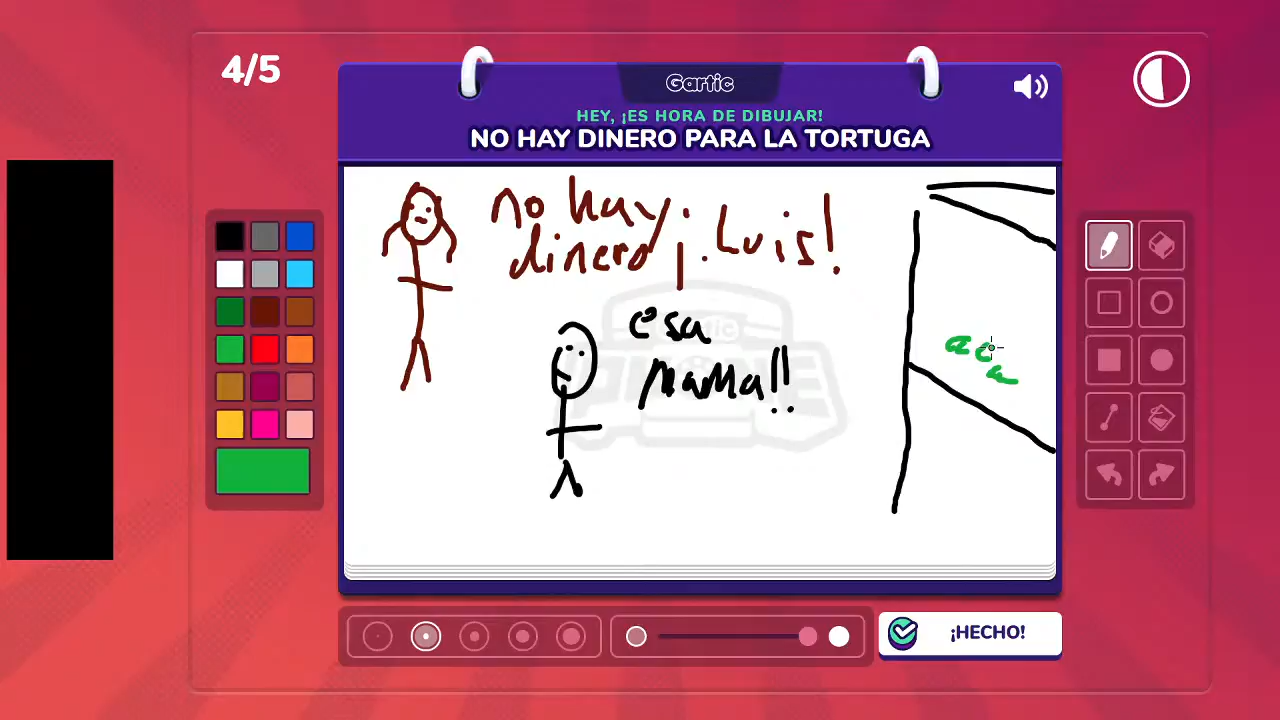 4/5
Gartic
HEY, ¡ES HORA DE DIBUJAR!
NO HAY DINERO PARA LA TORTUGA
no hay
dinero ¡. Luis!
esa
mama!!
¡HECHO!